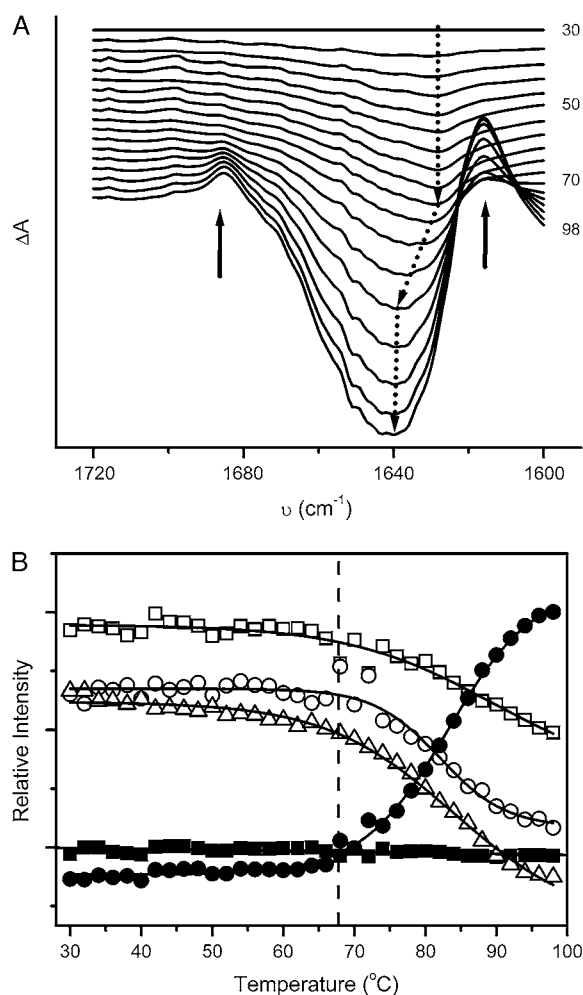 A
30
50
70
98
ΔA
1720 1680 1640 1600
υ (cm⁻¹)
B
Relative Intensity
30 40 50 60 70 80 90 100
Temperature (°C)